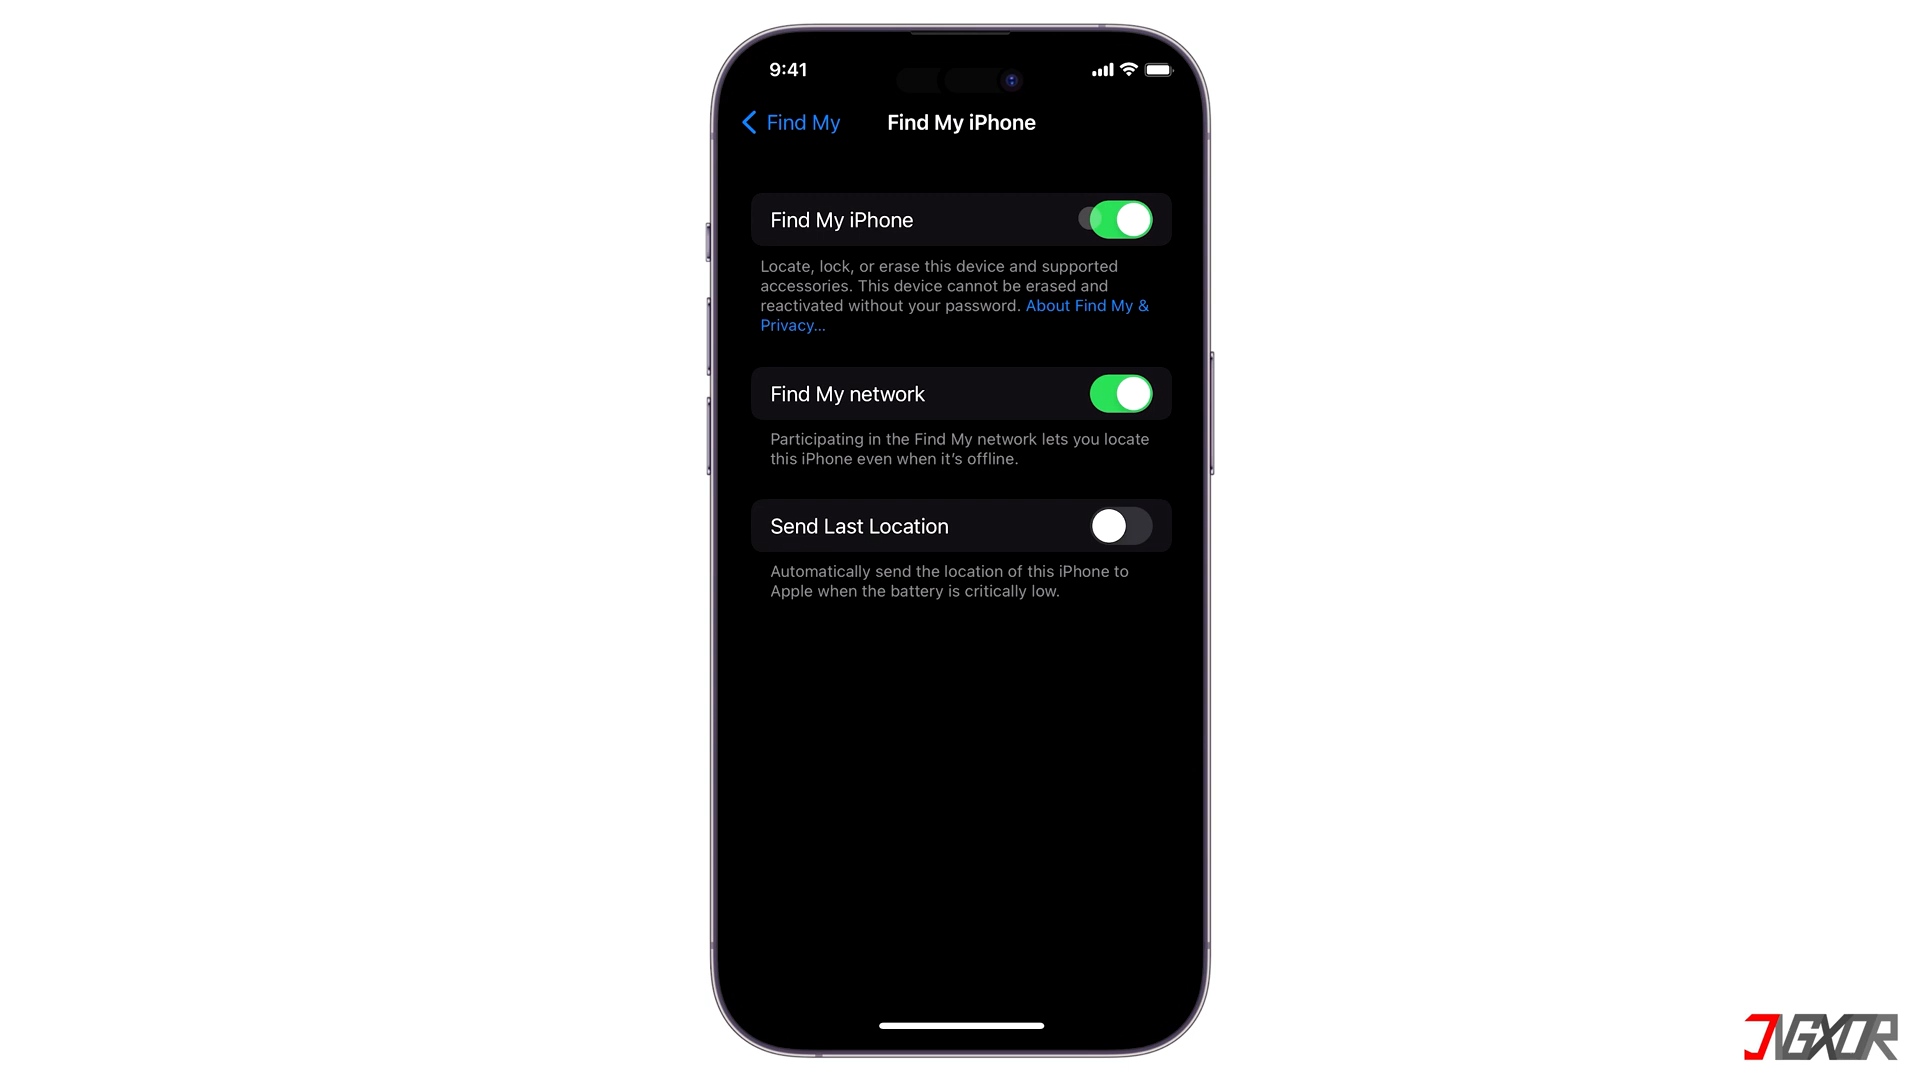 9:41
Find My
Find My iPhone
Find My iPhone
Locate, lock, or erase this device and supported
accessories. This device cannot be erased and
reactivated without your password. About Find My &
Privacy...
Find My network
Participating in the Find My network lets you locate
this iPhone even when it’s offline.
Send Last Location
Automatically send the location of this iPhone to
Apple when the battery is critically low.